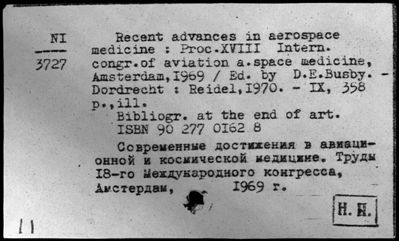 NI Recent advances in aerospace
medicine : Proc.XVIII Intern.
3727 congr.of aviation a.space medicine,
Amsterdam,1969 / Ed. by D.E.Busby. -
Dordrecht : Reidel,1970. - IX, 358
p.,ill.
Bibliogr. at the end of art.
ISBN 90 277 0162 8
Современные достижения в авиаци-
онной и космической медицине. Труды
18-го Международного конгресса,
Амстердам, 1969 г.
Н. Н.
11